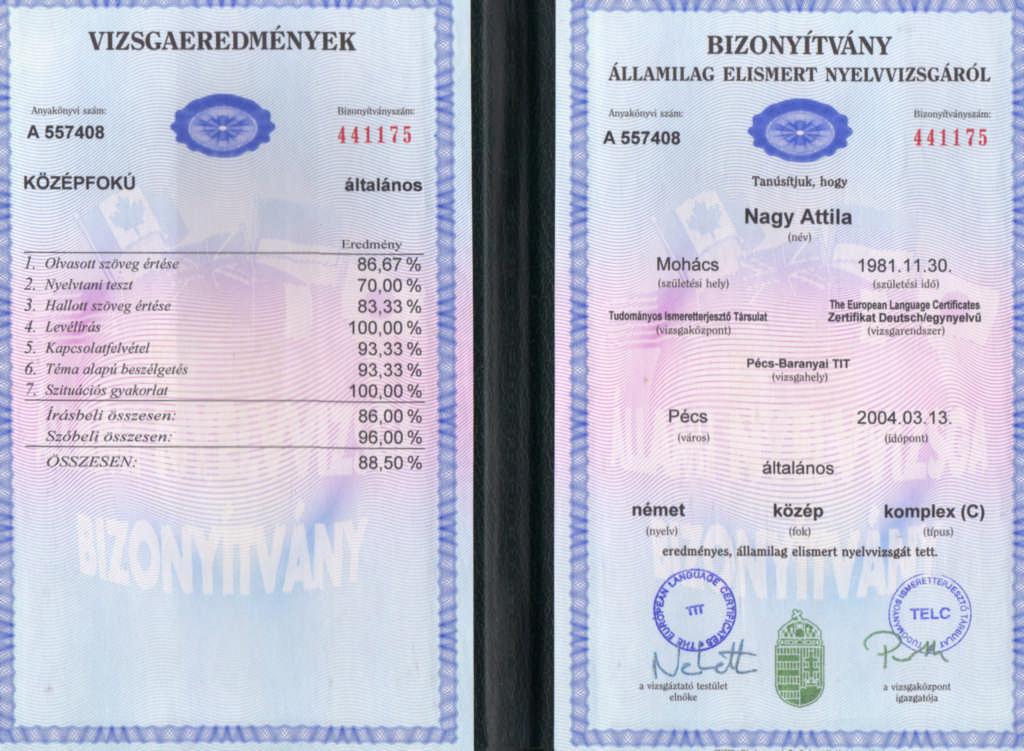 VIZSGAEREDMÉNYEK
Anyakönyvi szám: Bizonyítványszám:
A 557408 441175
KÖZÉPFOKÚ általános
Eredmény
1. Olvasott szöveg értése 86,67 %
2. Nyelvtani teszt 70,00 %
3. Hallott szöveg értése 83,33 %
4. Levélírás 100,00 %
5. Kapcsolatfelvétel 93,33 %
6. Téma alapú beszélgetés 93,33 %
7. Szituációs gyakorlat 100,00 %
Írásbeli összesen: 86,00 %
Szóbeli összesen: 96,00 %
ÖSSZESEN: 88,50 %
BIZONYÍTVÁNY
BIZONYÍTVÁNY
ÁLLAMILAG ELISMERT NYELVVIZSGÁRÓL
Anyakönyvi szám: Bizonyítványszám:
A 557408 441175
Tanúsítjuk, hogy
Nagy Attila
(név)
Mohács 1981.11.30.
(születési hely) (születési idő)
Tudományos Ismeretterjesztő Társulat The European Language Certificates
Zertifikat Deutsch/egynyelvű
(vizsgaközpont) (vizsgarendszer)
Pécs-Baranyai TIT
(vizsgahely)
Pécs 2004.03.13.
(város) (időpont)
általános
német közép komplex (C)
(nyelv) (fok) (típus)
eredményes, államilag elismert nyelvvizsgát tett.
BIZONYÍTVÁNY
THE EUROPEAN LANGUAGE CERTIFICATES
TIT
TUDOMÁNYOS ISMERETTERJESZTŐ TÁRSULAT
TELC
a vizsgáztató testület a vizsgaközpont
elnöke igazgatója